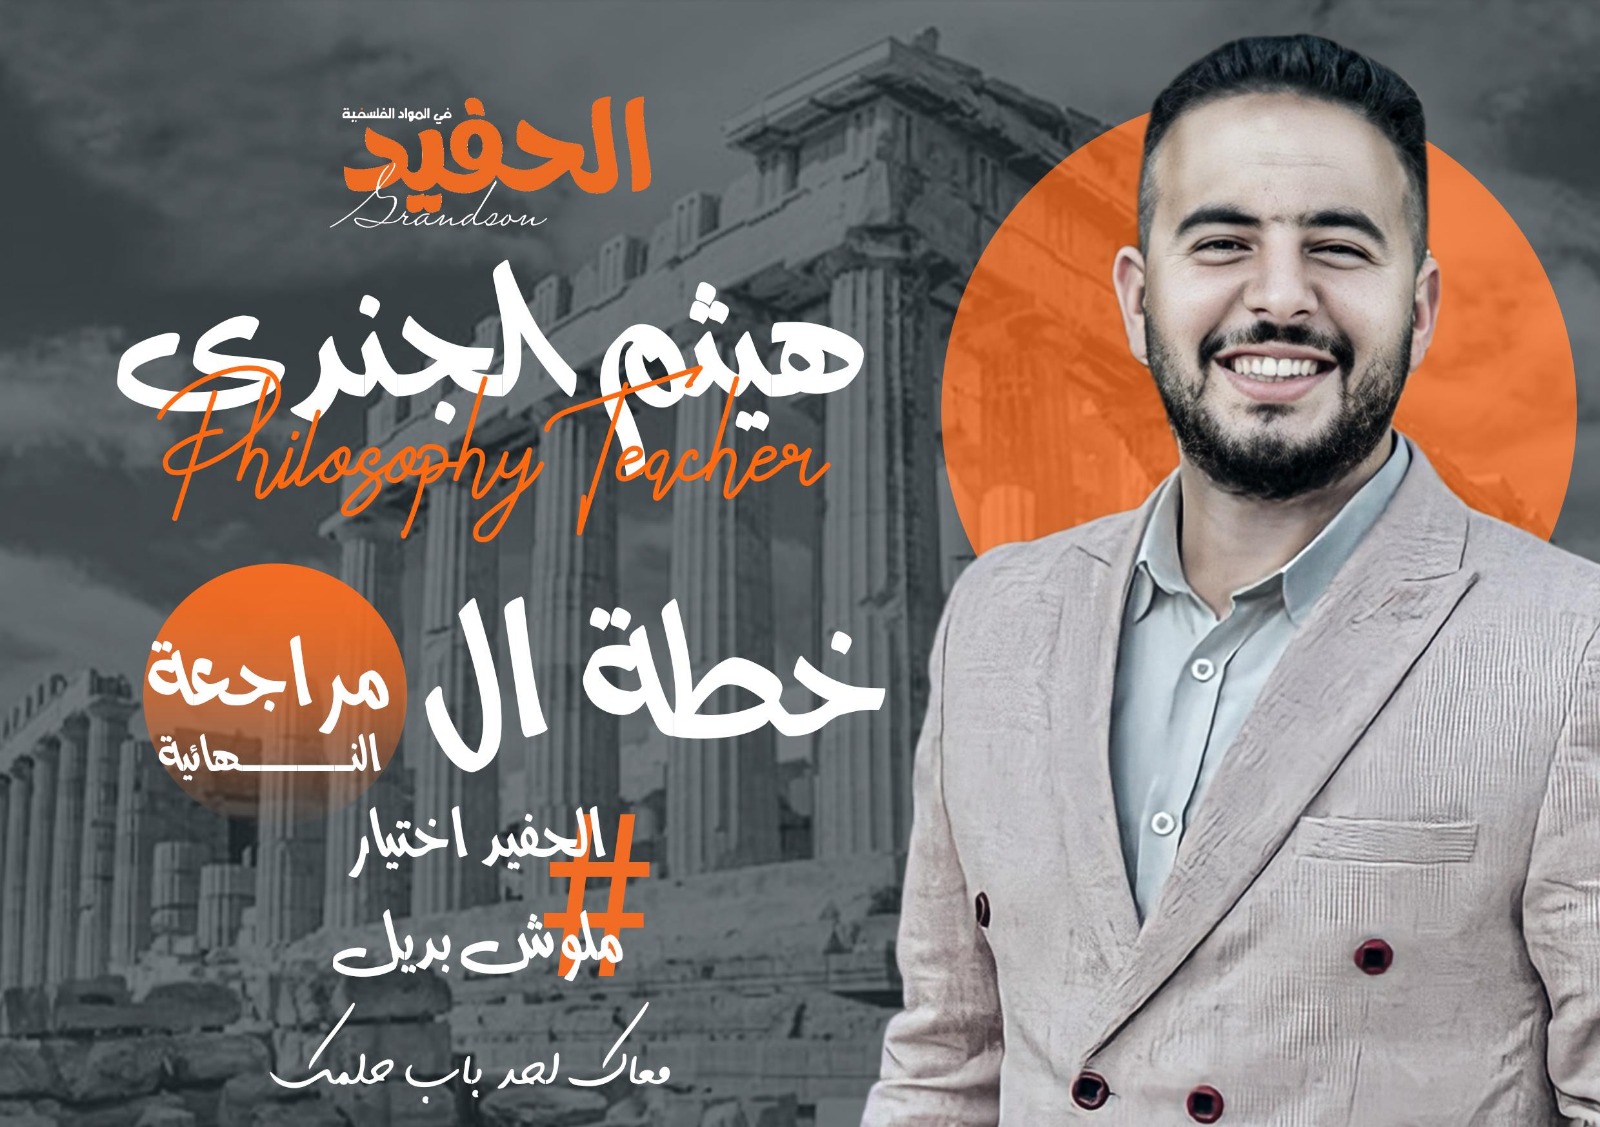 في المواد الفلسفية
الحفيد
Grandson
هيثم الجنرى
Philosophy Teacher
خطة ال
مراجعة
النـــهائية
#
الحفيد اختيار
ملوش بديل
معاك لحد باب حلمك